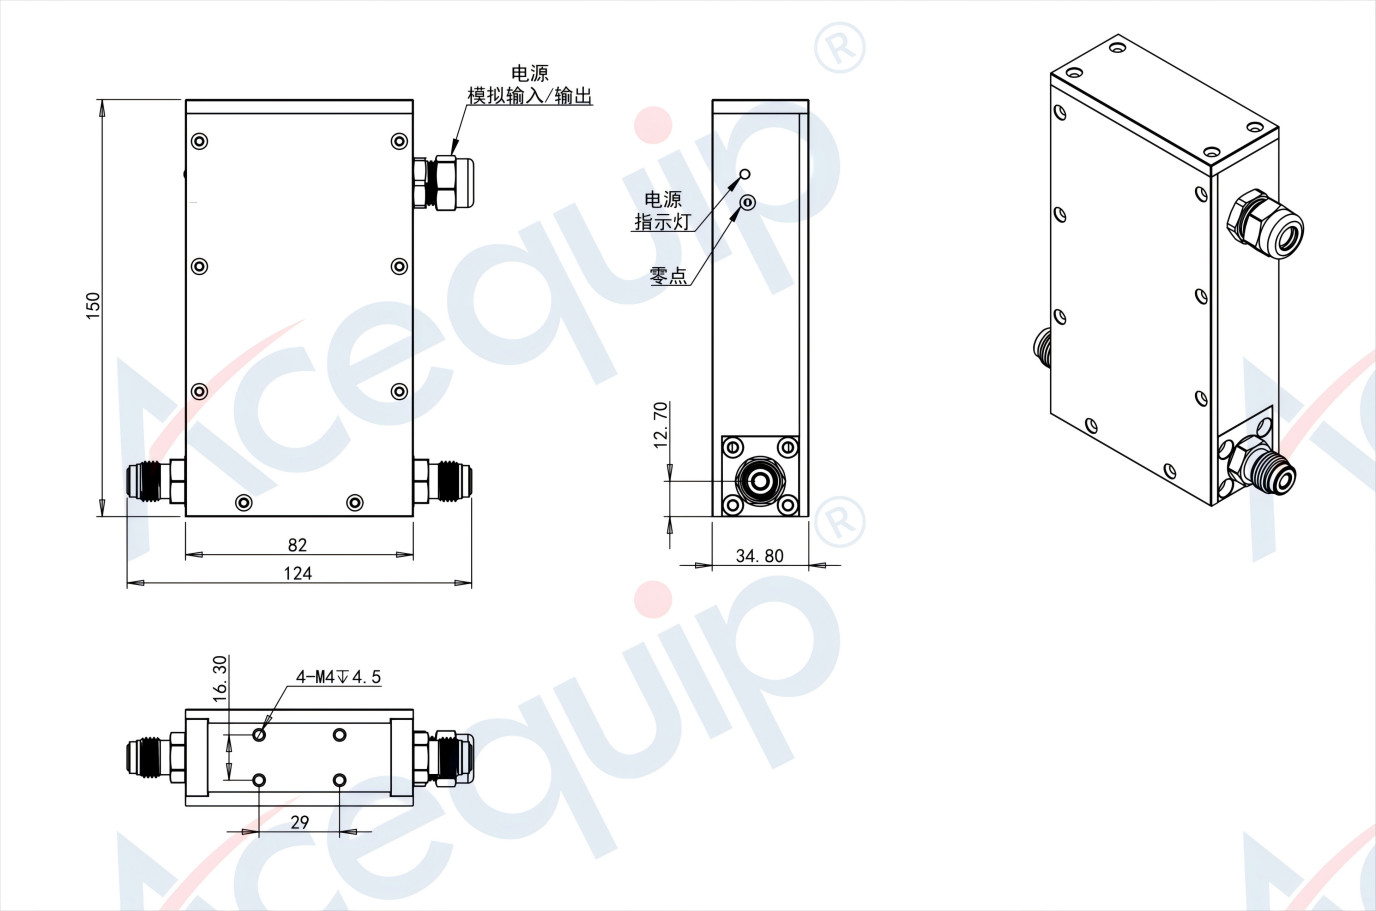 电源
模拟输入/输出
150
82
124
电源
指示灯
零点
12.70
34.80
16.30
4-M4↧4.5
29
Acequip®
Acequip®
A
A